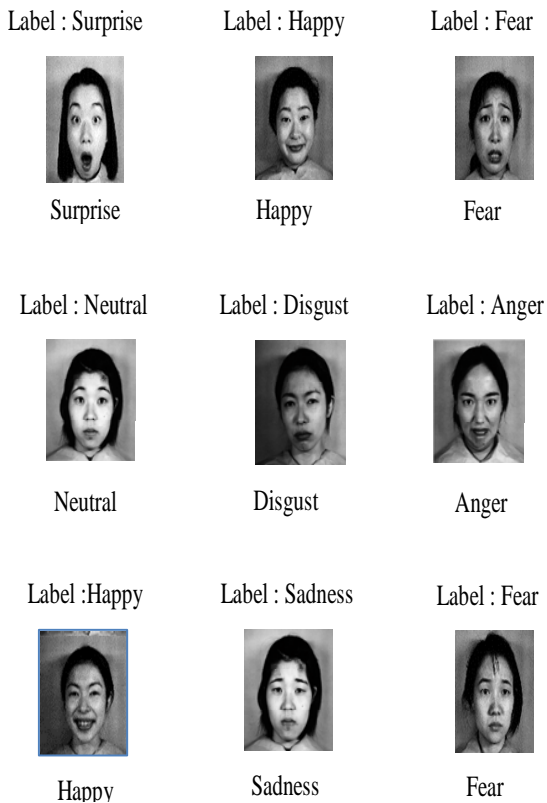 Label : Surprise
Label : Happy
Label : Fear
Surprise
Happy
Fear
Label : Neutral
Label : Disgust
Label : Anger
Neutral
Disgust
Anger
Label :Happy
Label : Sadness
Label : Fear
Happy
Sadness
Fear